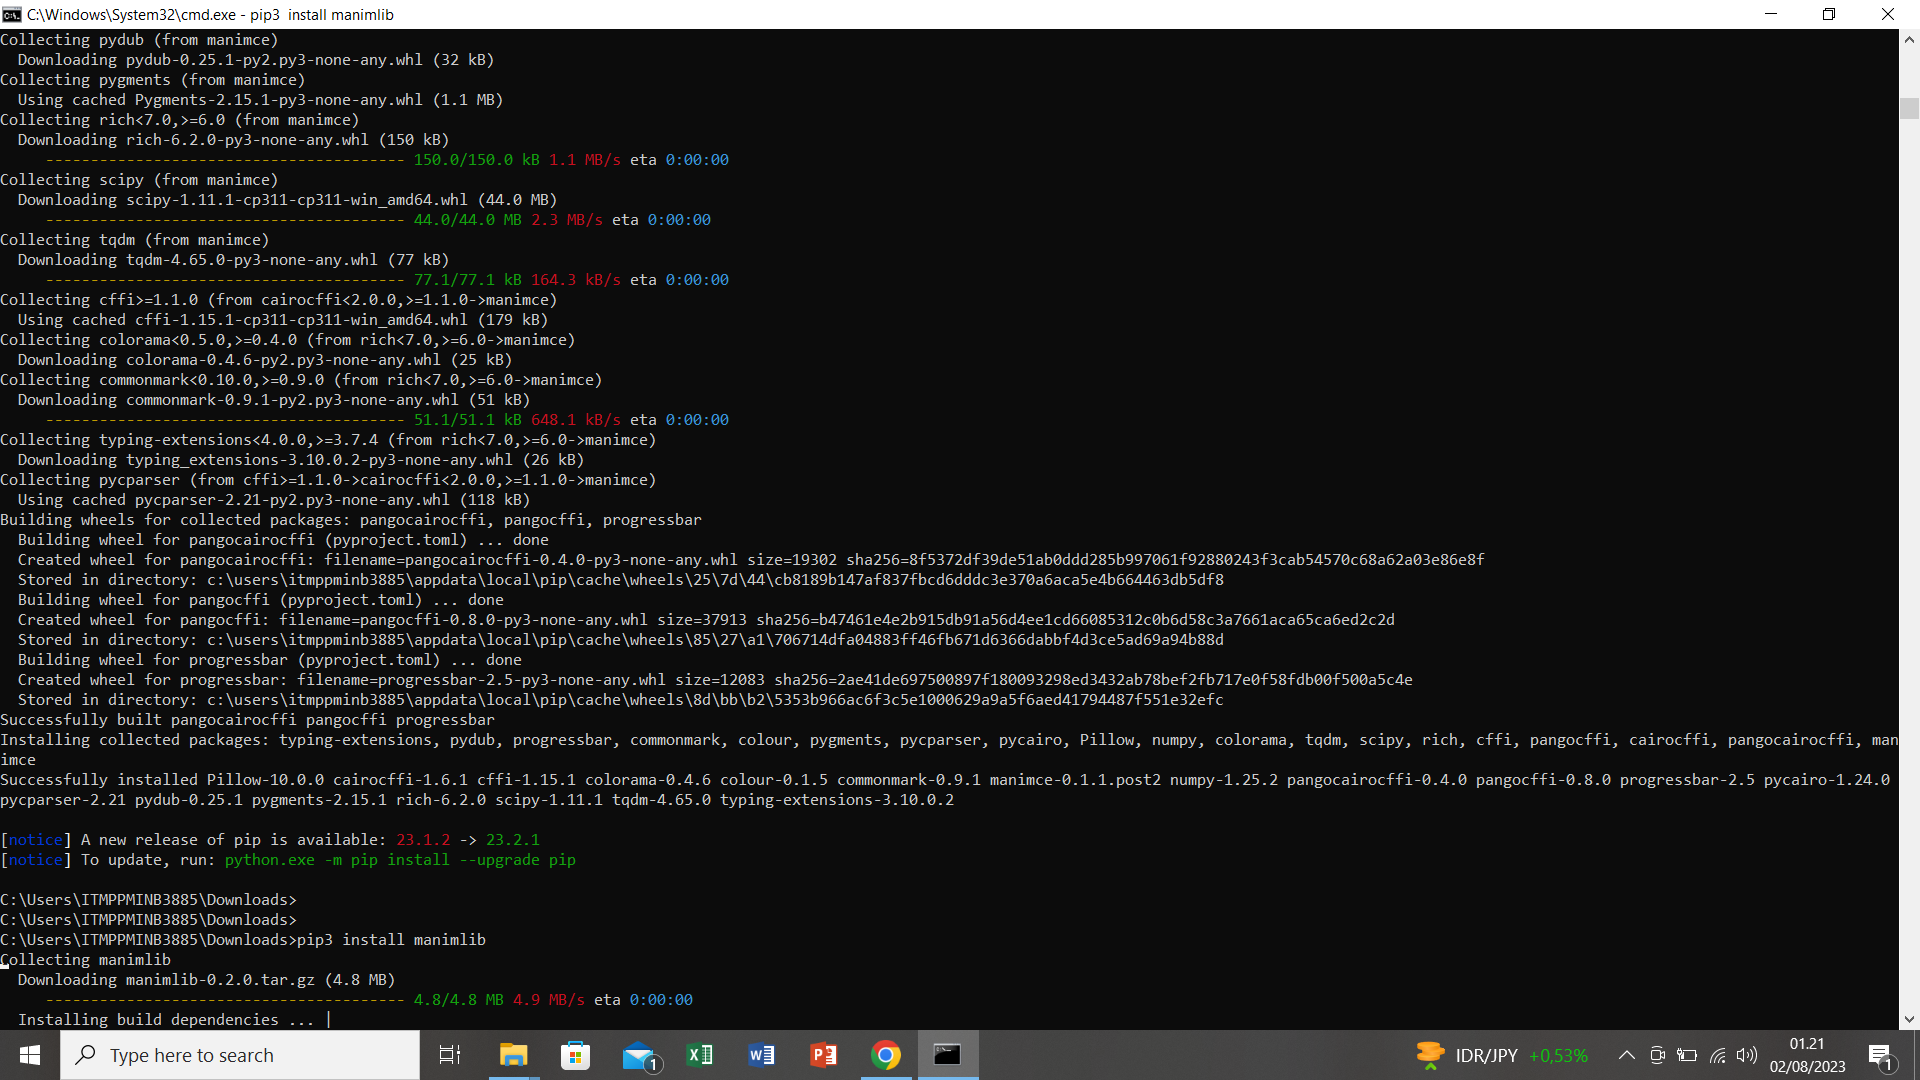 C:\Windows\System32\cmd.exe - pip3  install manimlib
Collecting pydub (from manimce)
  Downloading pydub-0.25.1-py2.py3-none-any.whl (32 kB)
Collecting pygments (from manimce)
  Using cached Pygments-2.15.1-py3-none-any.whl (1.1 MB)
Collecting rich<7.0,>=6.0 (from manimce)
  Downloading rich-6.2.0-py3-none-any.whl (150 kB)
     ---------------------------------------- 150.0/150.0 kB 1.1 MB/s eta 0:00:00
Collecting scipy (from manimce)
  Downloading scipy-1.11.1-cp311-cp311-win_amd64.whl (44.0 MB)
     ---------------------------------------- 44.0/44.0 MB 2.3 MB/s eta 0:00:00
Collecting tqdm (from manimce)
  Downloading tqdm-4.65.0-py3-none-any.whl (77 kB)
     ---------------------------------------- 77.1/77.1 kB 164.3 kB/s eta 0:00:00
Collecting cffi>=1.1.0 (from cairocffi<2.0.0,>=1.1.0->manimce)
  Using cached cffi-1.15.1-cp311-cp311-win_amd64.whl (179 kB)
Collecting colorama<0.5.0,>=0.4.0 (from rich<7.0,>=6.0->manimce)
  Downloading colorama-0.4.6-py2.py3-none-any.whl (25 kB)
Collecting commonmark<0.10.0,>=0.9.0 (from rich<7.0,>=6.0->manimce)
  Downloading commonmark-0.9.1-py2.py3-none-any.whl (51 kB)
     ---------------------------------------- 51.1/51.1 kB 648.1 kB/s eta 0:00:00
Collecting typing-extensions<4.0.0,>=3.7.4 (from rich<7.0,>=6.0->manimce)
  Downloading typing_extensions-3.10.0.2-py3-none-any.whl (26 kB)
Collecting pycparser (from cffi>=1.1.0->cairocffi<2.0.0,>=1.1.0->manimce)
  Using cached pycparser-2.21-py2.py3-none-any.whl (118 kB)
Building wheels for collected packages: pangocairocffi, pangocffi, progressbar
  Building wheel for pangocairocffi (pyproject.toml) ... done
  Created wheel for pangocairocffi: filename=pangocairocffi-0.4.0-py3-none-any.whl size=19302 sha256=8f5372df39de51ab0ddd285b997061f92880243f3cab54570c68a62a03e86e8f
  Stored in directory: c:\users\itmppminb3885\appdata\local\pip\cache\wheels\25\7d\44\cb8189b147af837fbcd6dddc3e370a6aca5e4b664463db5df8
  Building wheel for pangocffi (pyproject.toml) ... done
  Created wheel for pangocffi: filename=pangocffi-0.8.0-py3-none-any.whl size=37913 sha256=b47461e4e2b915db91a56d4ee1cd66085312c0b6d58c3a7661aca65ca6ed2c2d
  Stored in directory: c:\users\itmppminb3885\appdata\local\pip\cache\wheels\85\27\a1\706714dfa04883ff46fb671d6366dabbf4d3ce5ad69a94b88d
  Building wheel for progressbar (pyproject.toml) ... done
  Created wheel for progressbar: filename=progressbar-2.5-py3-none-any.whl size=12083 sha256=2ae41de697500897f180093298ed3432ab78bef2fb717e0f58fdb00f500a5c4e
  Stored in directory: c:\users\itmppminb3885\appdata\local\pip\cache\wheels\8d\bb\b2\5353b966ac6f3c5e1000629a9a5f6aed41794487f551e32efc
Successfully built pangocairocffi pangocffi progressbar
Installing collected packages: typing-extensions, pydub, progressbar, commonmark, colour, pygments, pycparser, pycairo, Pillow, numpy, colorama, tqdm, scipy, rich, cffi, pangocffi, cairocffi, pangocairocffi, man
imce
Successfully installed Pillow-10.0.0 cairocffi-1.6.1 cffi-1.15.1 colorama-0.4.6 colour-0.1.5 commonmark-0.9.1 manimce-0.1.1.post2 numpy-1.25.2 pangocairocffi-0.4.0 pangocffi-0.8.0 progressbar-2.5 pycairo-1.24.0
pycparser-2.21 pydub-0.25.1 pygments-2.15.1 rich-6.2.0 scipy-1.11.1 tqdm-4.65.0 typing-extensions-3.10.0.2
[notice] A new release of pip is available: 23.1.2 -> 23.2.1
[notice] To update, run: python.exe -m pip install --upgrade pip
C:\Users\ITMPPMINB3885\Downloads>
C:\Users\ITMPPMINB3885\Downloads>
C:\Users\ITMPPMINB3885\Downloads>pip3 install manimlib
Collecting manimlib
  Downloading manimlib-0.2.0.tar.gz (4.8 MB)
     ---------------------------------------- 4.8/4.8 MB 4.9 MB/s eta 0:00:00
  Installing build dependencies ... |
Type here to search
1
IDR/JPY +0,53%
01.21
02/08/2023
1